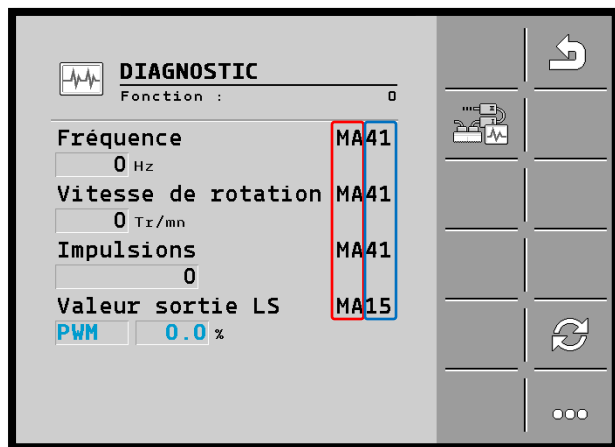 DIAGNOSTIC
Fonction : 0
Fréquence MA41
0 Hz
Vitesse de rotation MA41
0 Tr/mn
Impulsions MA41
0
Valeur sortie LS MA15
PWM 0.0 %